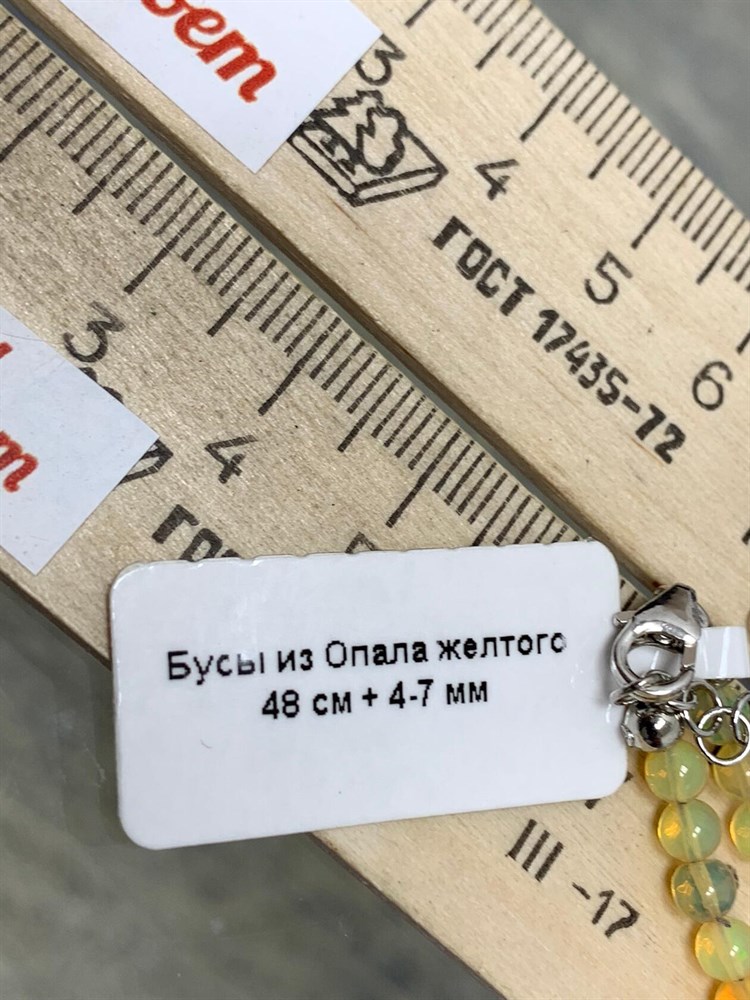 вет
3
4
5
6
ГОСТ 17435-72
3
4
Бусы из Опала желтого
48 см + 4-7 мм
III -17